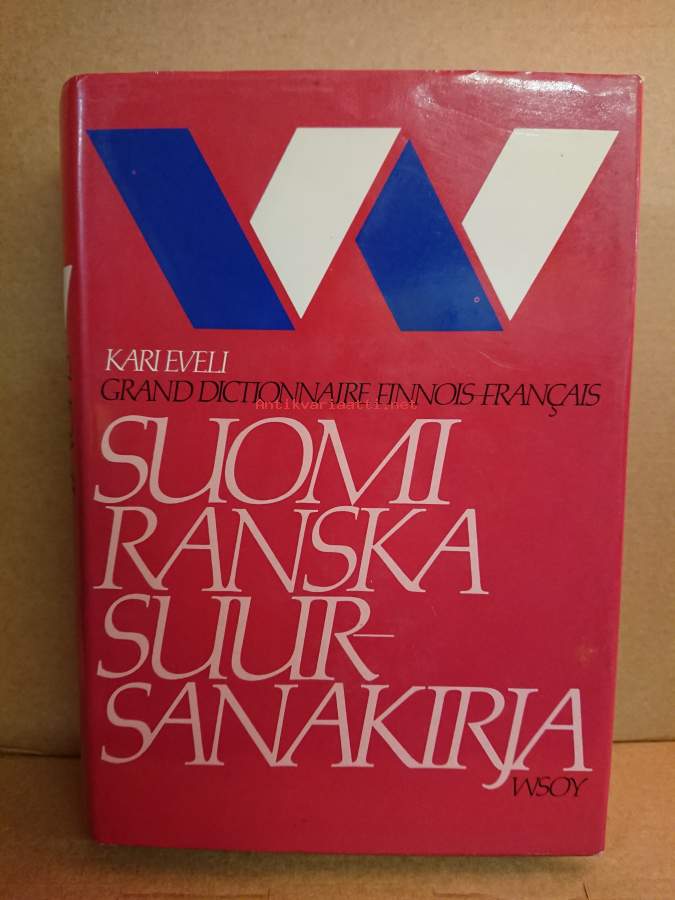 KARI EVELI
GRAND DICTIONNAIRE FINNOIS-FRANÇAIS
Antikvariaatti.net
SUOMI
RANSKA
SUUR-
SANAKIRJA
WSOY